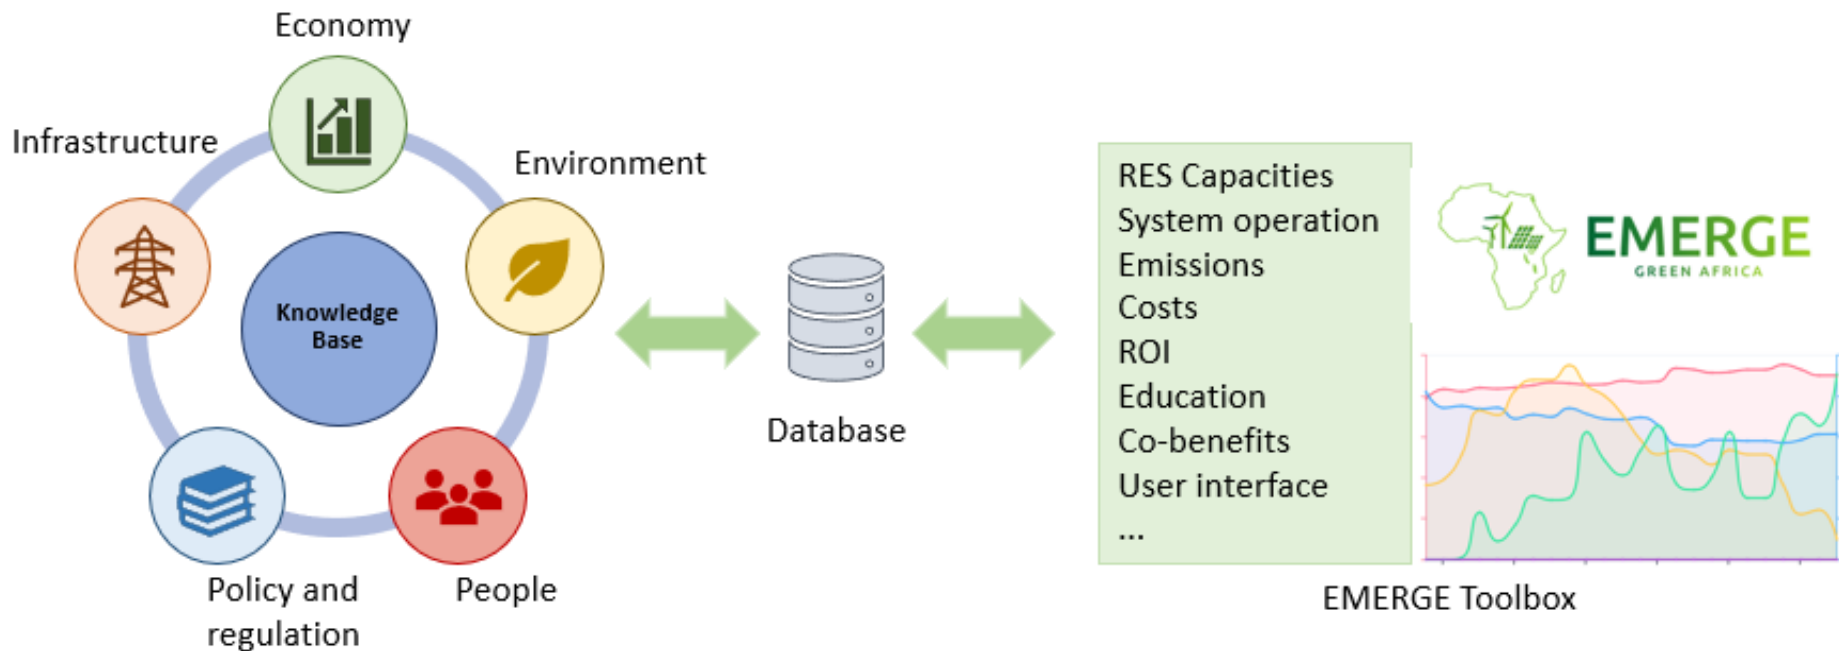 Economy
Infrastructure
Environment
Knowledge
Base
Policy and
regulation
People
Database
RES Capacities
System operation
Emissions
Costs
ROI
Education
Co-benefits
User interface
...
EMERGE
GREEN AFRICA
EMERGE Toolbox